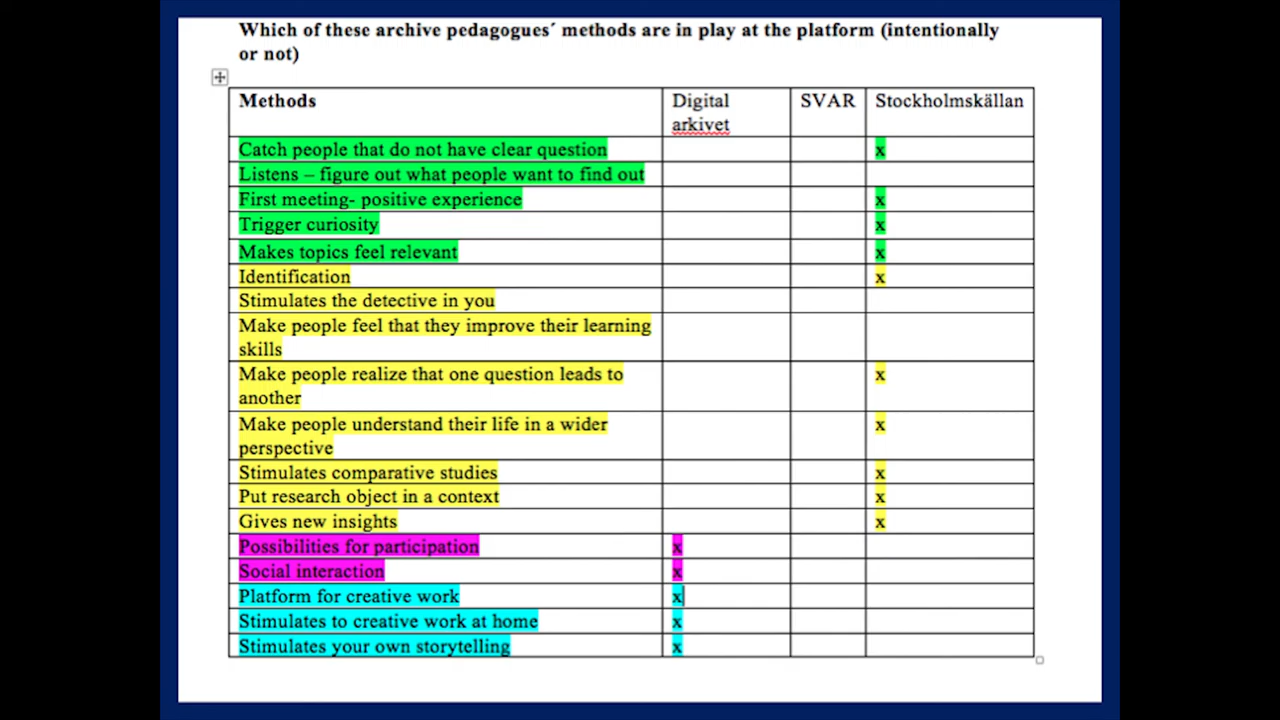 Which of these archive pedagogues´ methods are in play at the platform (intentionally
or not)
Methods Digital SVAR Stockholmskällan
arkivet
Catch people that do not have clear question x
Listens – figure out what people want to find out
First meeting- positive experience x
Trigger curiosity x
Makes topics feel relevant x
Identification x
Stimulates the detective in you
Make people feel that they improve their learning
skills
Make people realize that one question leads to x
another
Make people understand their life in a wider x
perspective
Stimulates comparative studies x
Put research object in a context x
Gives new insights x
Possibilities for participation x
Social interaction x
Platform for creative work x
Stimulates to creative work at home x
Stimulates your own storytelling x